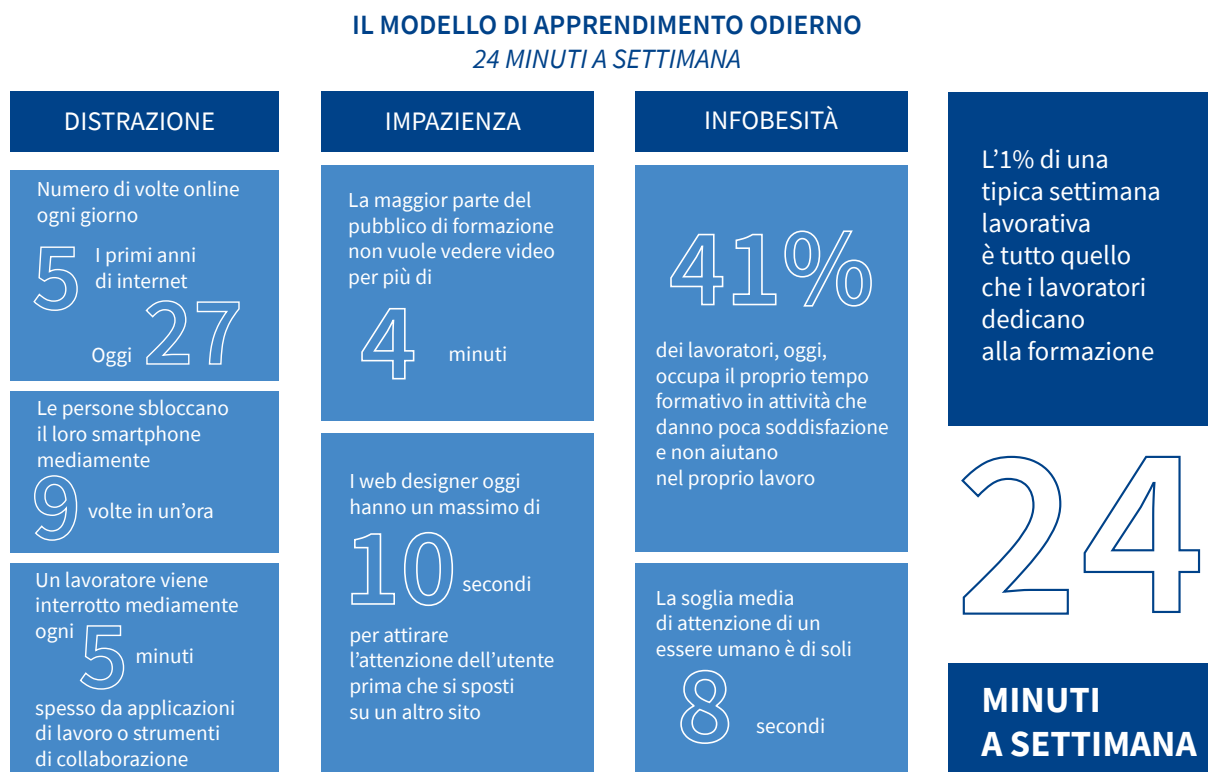 IL MODELLO DI APPRENDIMENTO ODIERNO
24 MINUTI A SETTIMANA
DISTRAZIONE
Numero di volte online
ogni giorno
5 I primi anni
di internet
Oggi 27
Le persone sbloccano
il loro smartphone
mediamente
9 volte in un'ora
Un lavoratore viene
interrotto mediamente
ogni 5 minuti
spesso da applicazioni
di lavoro o strumenti
di collaborazione
IMPAZIENZA
La maggior parte del
pubblico di formazione
non vuole vedere video
per più di
4 minuti
I web designer oggi
hanno un massimo di
10 secondi
per attirare
l'attenzione dell'utente
prima che si sposti
su un altro sito
INFOBESITÀ
41%
dei lavoratori, oggi,
occupa il proprio tempo
formativo in attività che
danno poca soddisfazione
e non aiutano
nel proprio lavoro
La soglia media
di attenzione di un
essere umano è di soli
8 secondi
L'1% di una
tipica settimana
lavorativa
è tutto quello
che i lavoratori
dedicano
alla formazione
24
MINUTI
A SETTIMANA